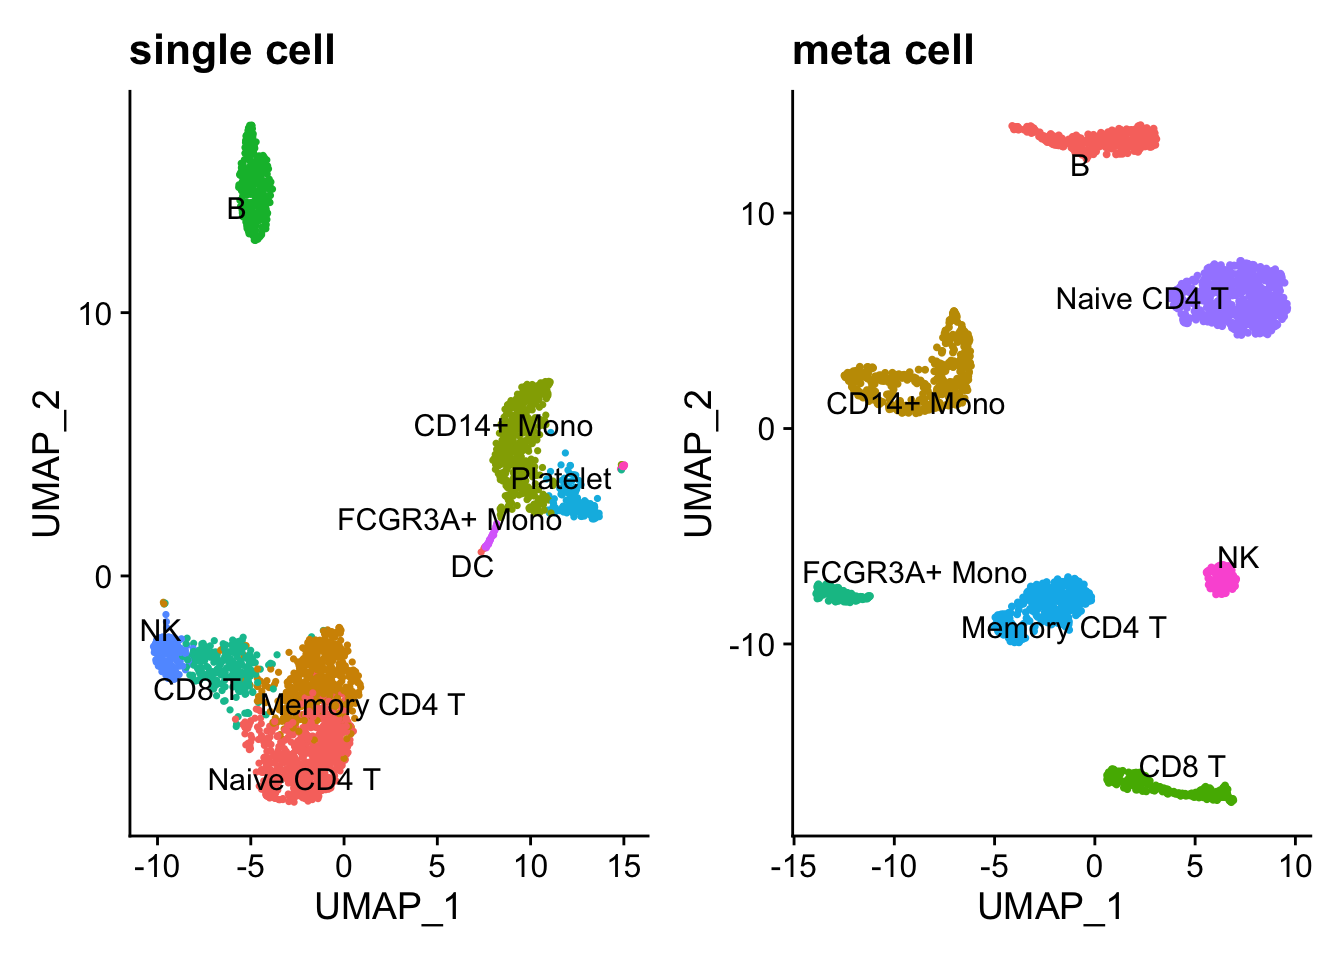 single cell
B
10
CD14+ Mono
Platelet
FCGR3A+ Mono
DC
0
NK
CD8 T
Memory CD4 T
Naive CD4 T
UMAP_2
-10 -5 0 5 10 15
UMAP_1
meta cell
B
10
Naive CD4 T
CD14+ Mono
0
NK
FCGR3A+ Mono
Memory CD4 T
-10
CD8 T
UMAP_2
-15 -10 -5 0 5 10
UMAP_1